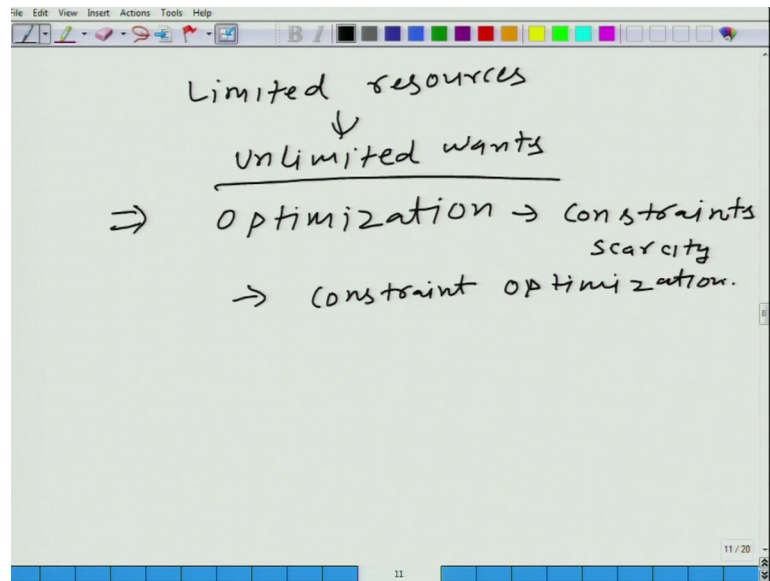 File Edit View Insert Actions Tools Help
B I
Limited resources
↓
Unlimited wants
⇒ Optimization → Constraints
scarcity
→ Constraint optimization.
11 / 20
11